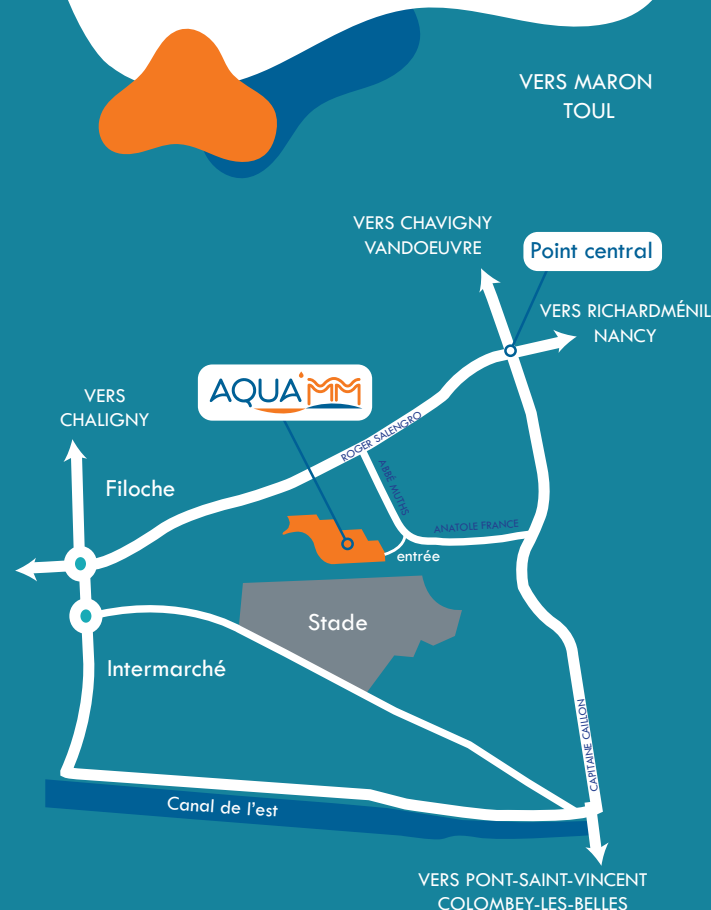 VERS MARON
TOUL
VERS CHAVIGNY
VANDOEUVRE
Point central
VERS RICHARDMÉNIL
NANCY
AQUA'MM
VERS
CHALIGNY
ROGER SALENGRO
Filoche
ABBÉ MUTHS
ANATOLE FRANCE
entrée
Stade
Intermarché
CAPITAINE CAILLON
Canal de l'est
VERS PONT-SAINT-VINCENT
COLOMBEY-LES-BELLES